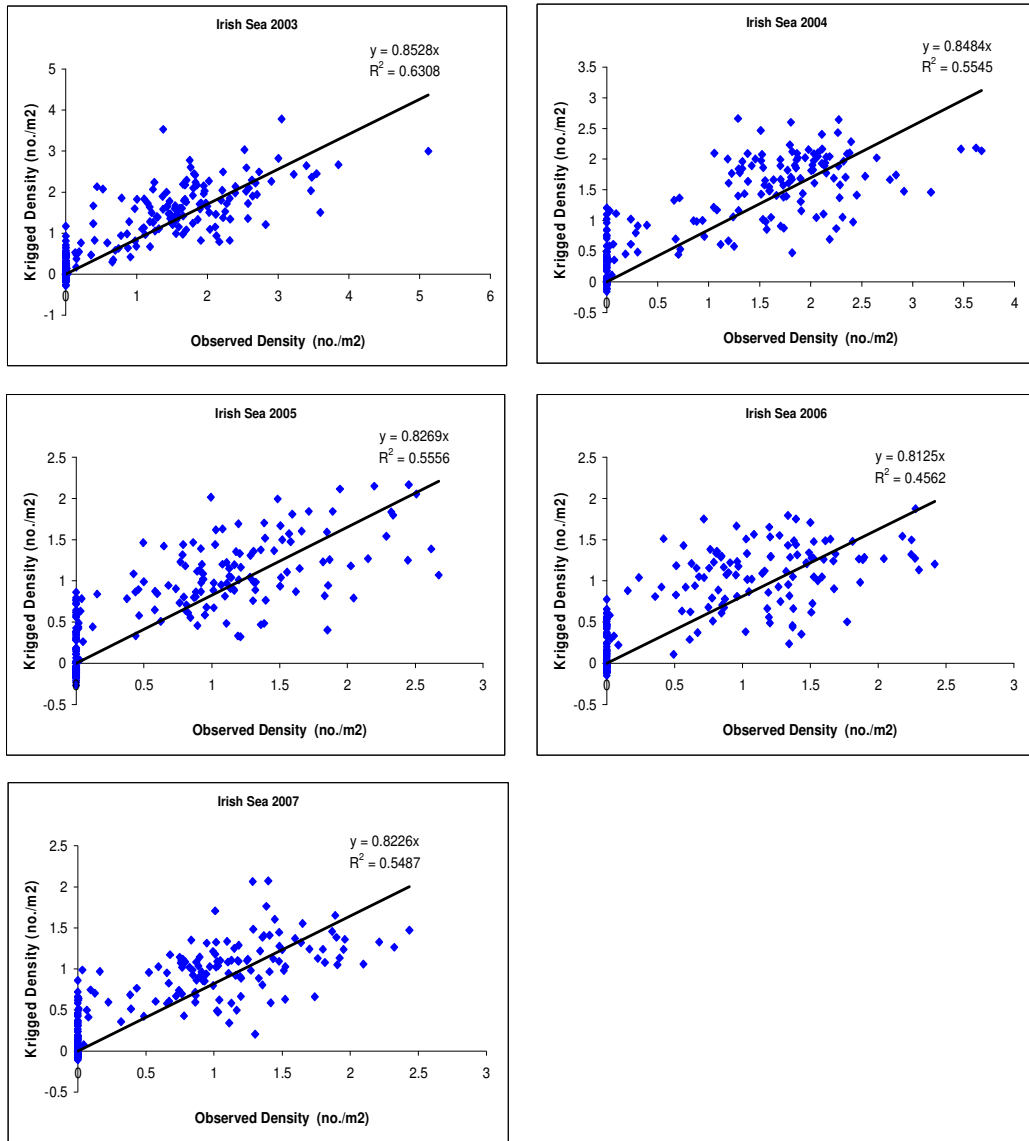 Irish Sea 2003
y = 0.8528x
R² = 0.6308
Krigged Density (no./m2)
5
4
3
2
1
0
-1
0 1 2 3 4 5 6
Observed Density (no./m2)
Irish Sea 2004
y = 0.8484x
R² = 0.5545
Krigged Density (no./m2)
3.5
3
2.5
2
1.5
1
0.5
0
-0.5
0 0.5 1 1.5 2 2.5 3 3.5 4
Observed Density (no./m2)
Irish Sea 2005
y = 0.8269x
R² = 0.5556
Krigged Density (no./m2)
2.5
2
1.5
1
0.5
0
-0.5
0 0.5 1 1.5 2 2.5 3
Observed Density (no./m2)
Irish Sea 2006
y = 0.8125x
R² = 0.4562
Krigged Density (no./m2)
2.5
2
1.5
1
0.5
0
-0.5
0 0.5 1 1.5 2 2.5 3
Observed Density (no./m2)
Irish Sea 2007
y = 0.8226x
R² = 0.5487
Krigged Density (no./m2)
2.5
2
1.5
1
0.5
0
-0.5
0 0.5 1 1.5 2 2.5 3
Observed Density (no./m2)